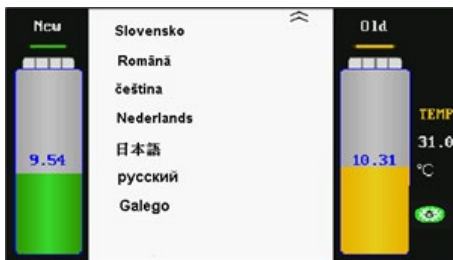 New
9.54
Slovensko
Română
čeština
Nederlands
日本語
русский
Galego
Old
10.31
TEMP
31.0
°C